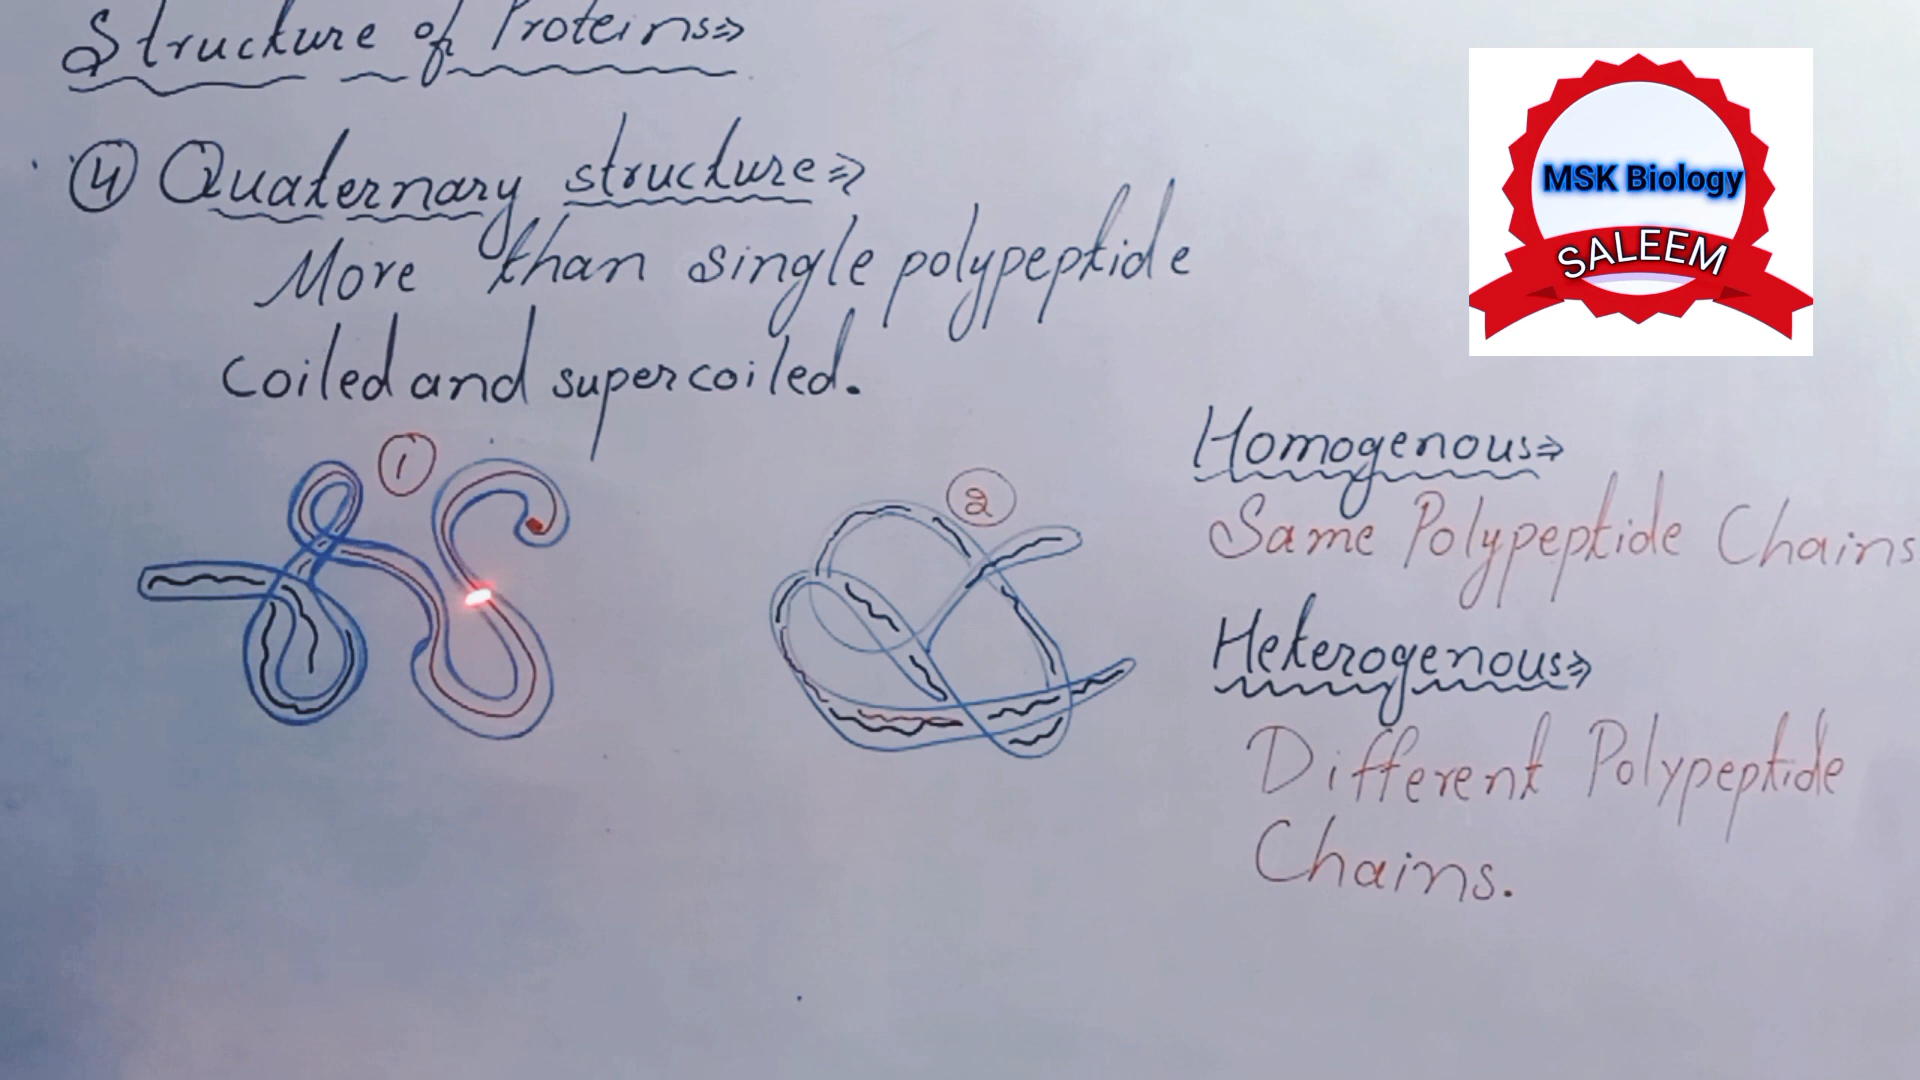 Structure of Proteins⇒
④ Quaternary structure⇒
More than single polypeptide
coiled and supercoiled.
①
②
Homogenous⇒
Same Polypeptide Chains
Heterogenous⇒
Different Polypeptide
Chains.
MSK Biology
SALEEM